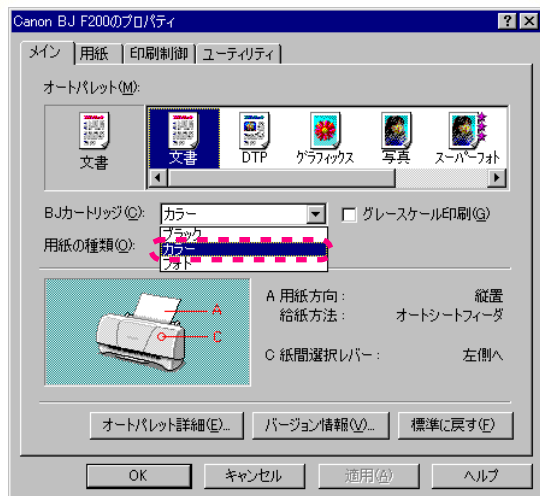 Canon BJ F200のプロパティ
メイン 用紙 印刷制御 ユーティリティ
オートパレット(M):
文書
文書 DTP グラフィックス 写真 スーパーフォト
BJカートリッジ(C): カラー グレースケール印刷(G)
ブラック
用紙の種類(O): カラー
フォト
A 用紙方向: 縦置
給紙方法: オートシートフィーダ
A
C
C 紙間選択レバー: 左側へ
オートパレット詳細(E)... バージョン情報(V)... 標準に戻す(F)
OK キャンセル 適用(A) ヘルプ